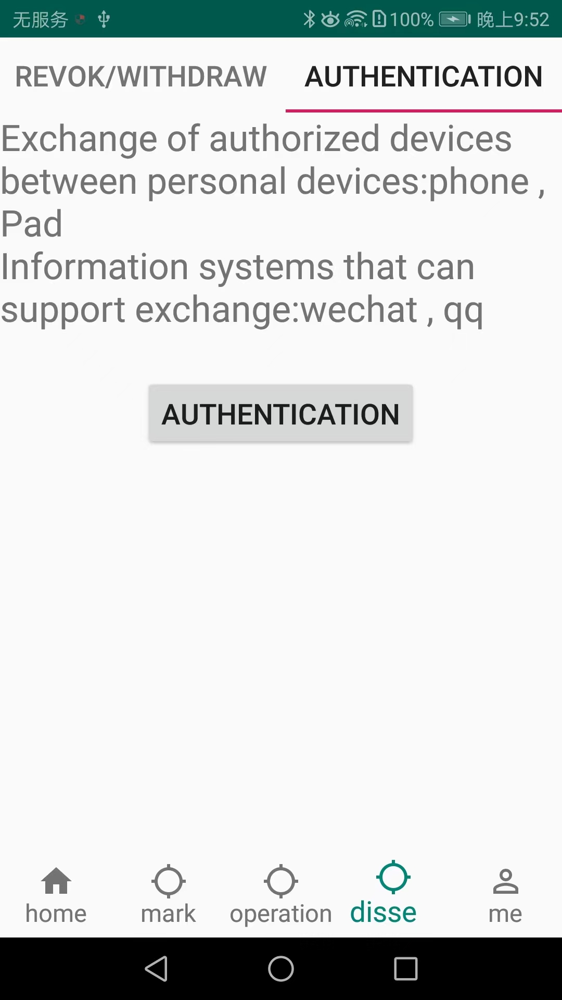 无服务 100% 晚上9:52
REVOK/WITHDRAW AUTHENTICATION
Exchange of authorized devices
between personal devices:phone ,
Pad
Information systems that can
support exchange:wechat , qq
AUTHENTICATION
home mark operation disse me